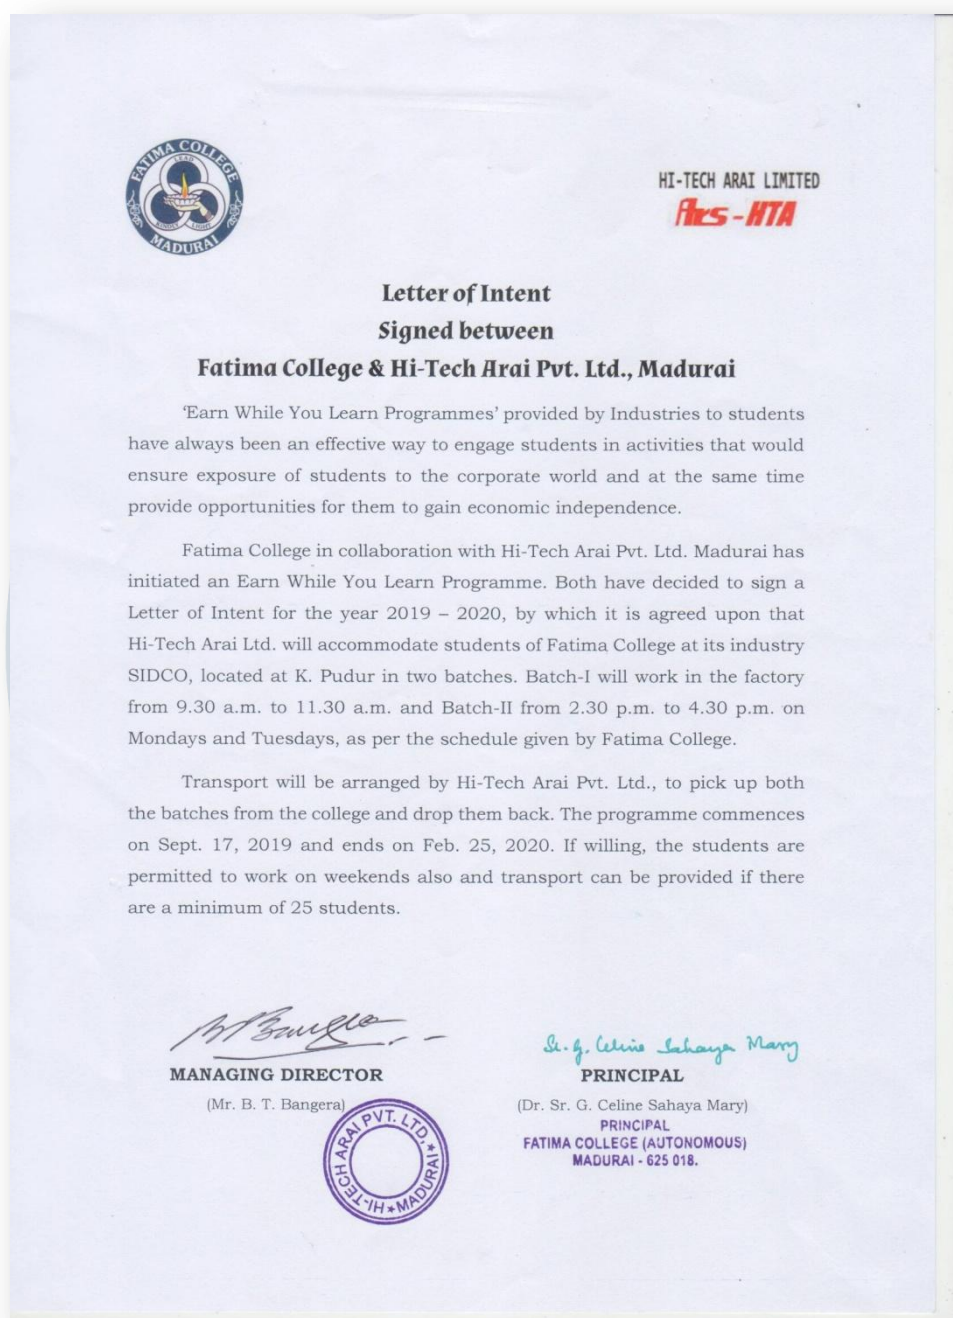 FATIMA COLLEGE
LEAD
KINDLY LIGHT
MADURAI
HI-TECH ARAI LIMITED
Ars-HTA
Letter of Intent
Signed between
Fatima College & Hi-Tech Arai Pvt. Ltd., Madurai
‘Earn While You Learn Programmes’ provided by Industries to students
have always been an effective way to engage students in activities that would
ensure exposure of students to the corporate world and at the same time
provide opportunities for them to gain economic independence.
Fatima College in collaboration with Hi-Tech Arai Pvt. Ltd. Madurai has
initiated an Earn While You Learn Programme. Both have decided to sign a
Letter of Intent for the year 2019 – 2020, by which it is agreed upon that
Hi-Tech Arai Ltd. will accommodate students of Fatima College at its industry
SIDCO, located at K. Pudur in two batches. Batch-I will work in the factory
from 9.30 a.m. to 11.30 a.m. and Batch-II from 2.30 p.m. to 4.30 p.m. on
Mondays and Tuesdays, as per the schedule given by Fatima College.
Transport will be arranged by Hi-Tech Arai Pvt. Ltd., to pick up both
the batches from the college and drop them back. The programme commences
on Sept. 17, 2019 and ends on Feb. 25, 2020. If willing, the students are
permitted to work on weekends also and transport can be provided if there
are a minimum of 25 students.
BTBangera
Sr. G. Celine Sahaya Mary
MANAGING DIRECTOR
PRINCIPAL
(Mr. B. T. Bangera)
(Dr. Sr. G. Celine Sahaya Mary)
PRINCIPAL
FATIMA COLLEGE (AUTONOMOUS)
MADURAI - 625 018.
HI-TECH ARAI PVT. LTD.
★ MADURAI ★